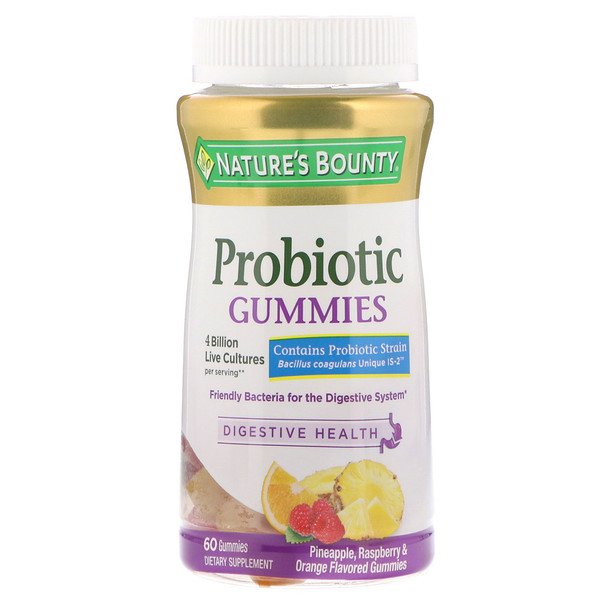 NATURE'S BOUNTY®
Probiotic
GUMMIES
4 Billion
Live Cultures
per serving**
Contains Probiotic Strain
Bacillus coagulans Unique IS-2™
Friendly Bacteria for the Digestive System*
DIGESTIVE HEALTH
60 Gummies
DIETARY SUPPLEMENT
Pineapple, Raspberry &
Orange Flavored Gummies